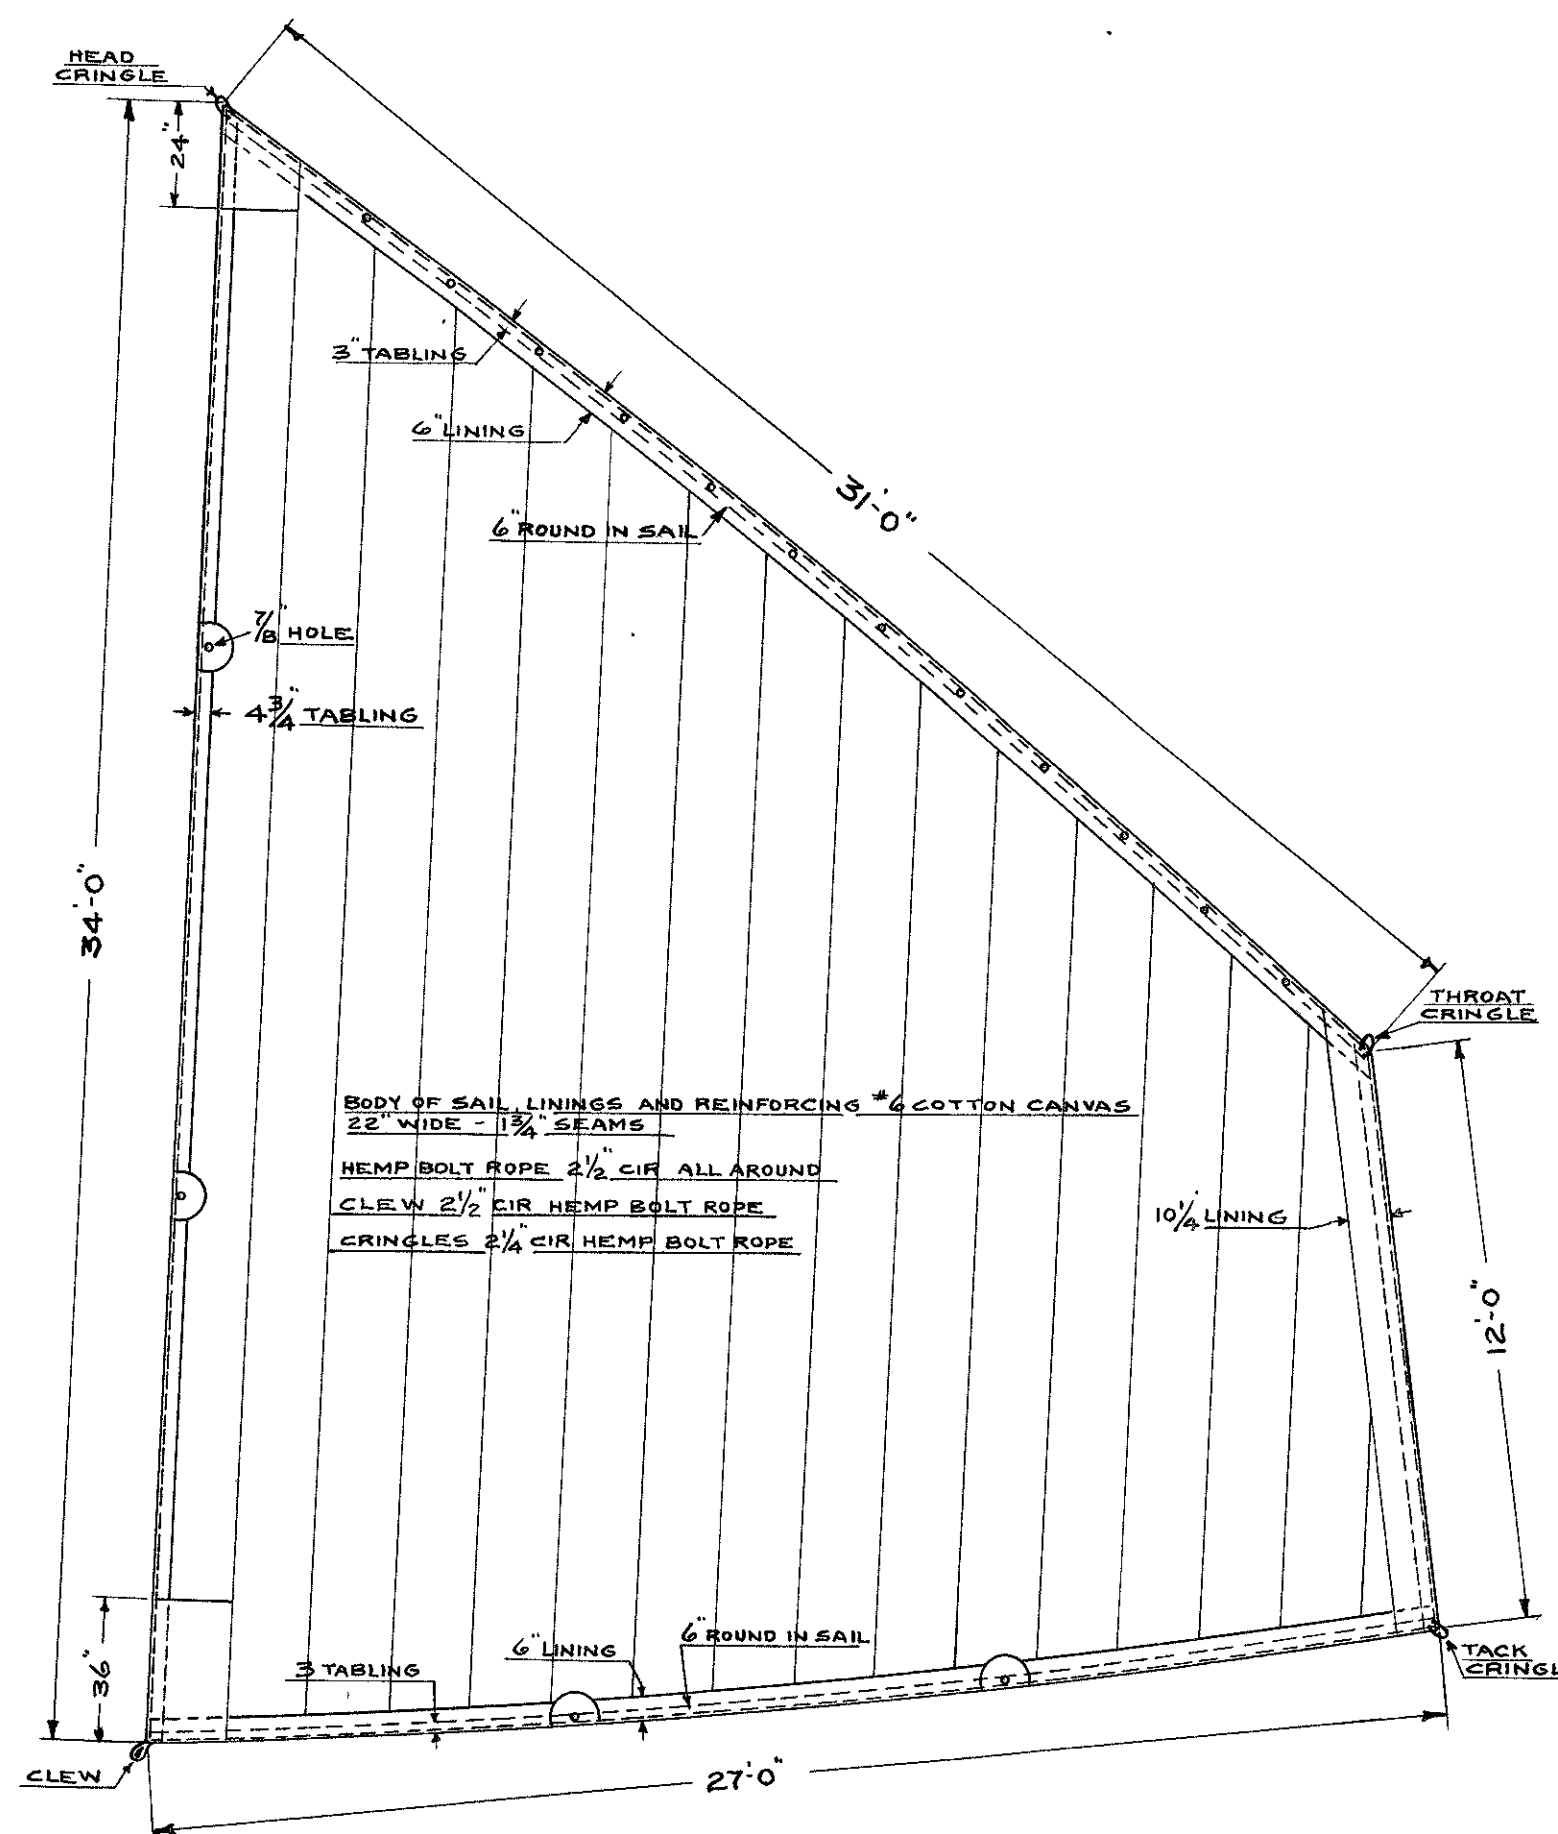 HEAD
CRINGLE
24"
3" TABLING
6" LINING
31'-0"
6" ROUND IN SAIL
7/8" HOLE
4 3/4" TABLING
34'-0"
THROAT
CRINGLE
BODY OF SAIL, LININGS AND REINFORCING #6 COTTON CANVAS
22" WIDE - 1 3/4" SEAMS
HEMP BOLT ROPE 2 1/2" CIR ALL AROUND
CLEW 2 1/2" CIR HEMP BOLT ROPE
CRINGLES 2 1/4" CIR HEMP BOLT ROPE
10 1/4" LINING
12'-0"
36"
3 TABLING
6" LINING
6" ROUND IN SAIL
TACK
CRINGL
CLEW
27'-0"